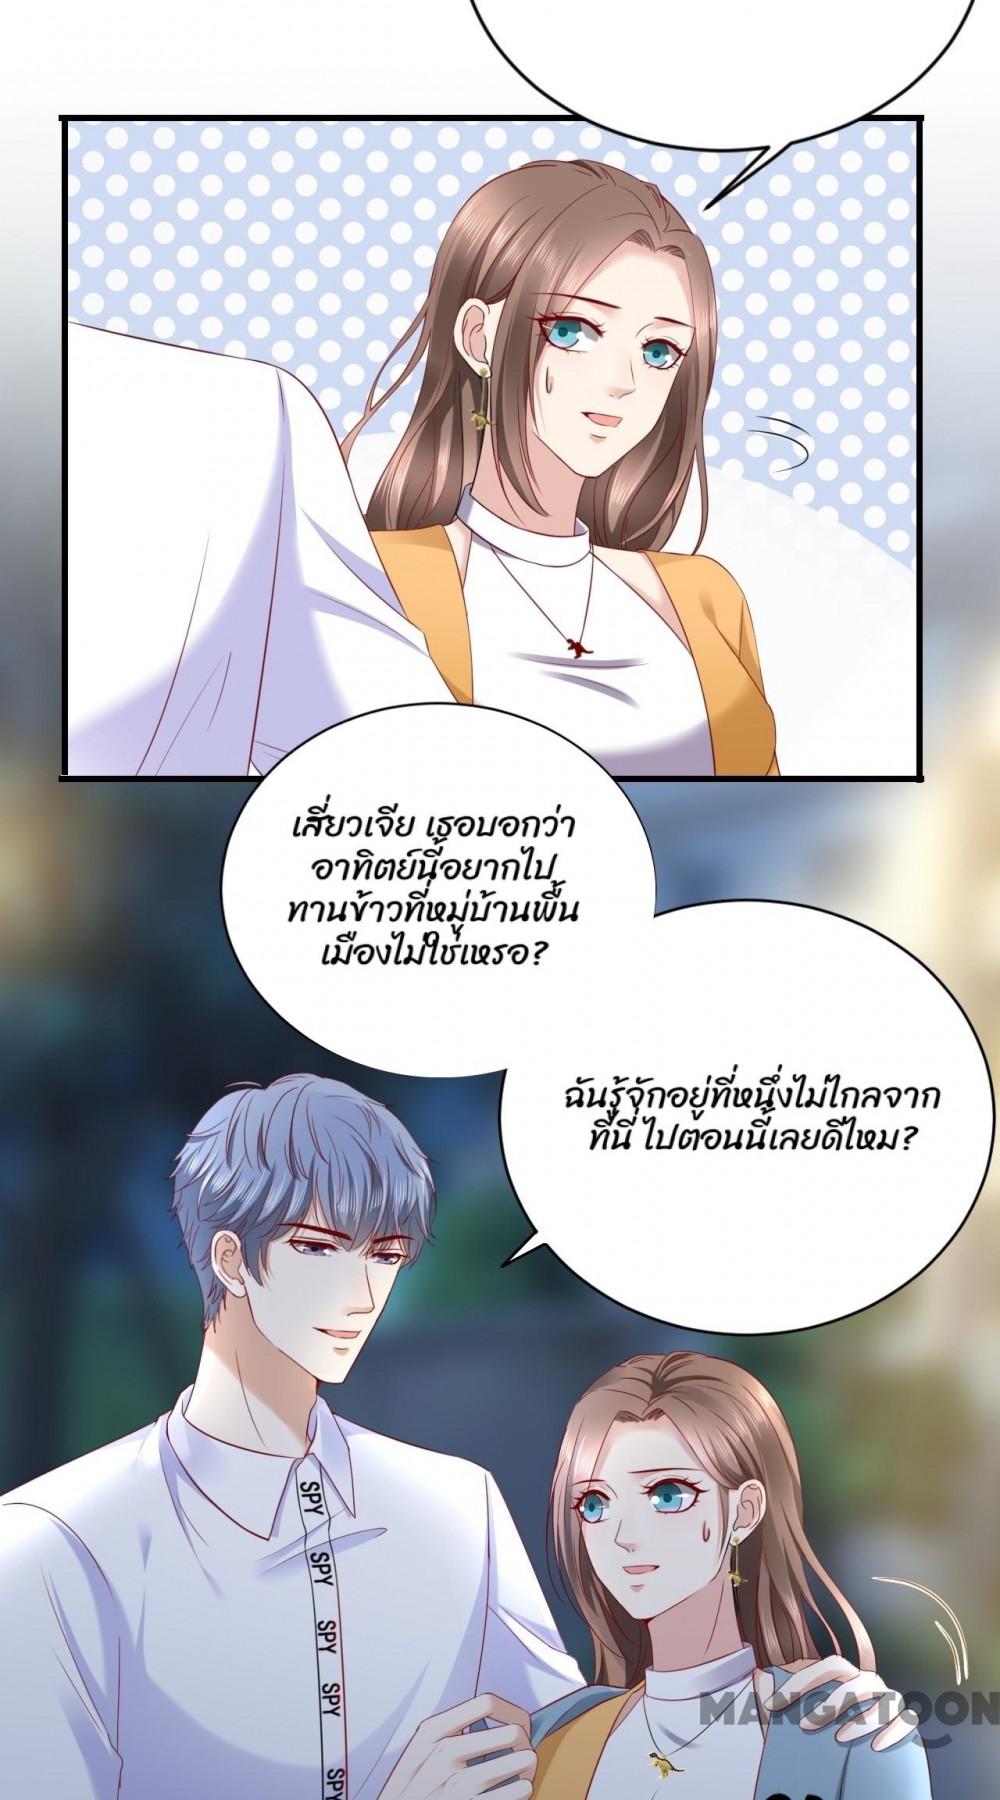 เสี่ยวเจีย เธอบอกว่า
อาทิตย์นี้อยากไป
ทานข้าวที่หมู่บ้านพื้น
เมืองไม่ใช่เหรอ?
ฉันรู้จักอยู่ที่หนึ่งไม่ไกลจาก
ที่นี่ ไปตอนนี้เลยดีไหม?
SPY
SPY
SPY
SPY
SPY
MANGATOON